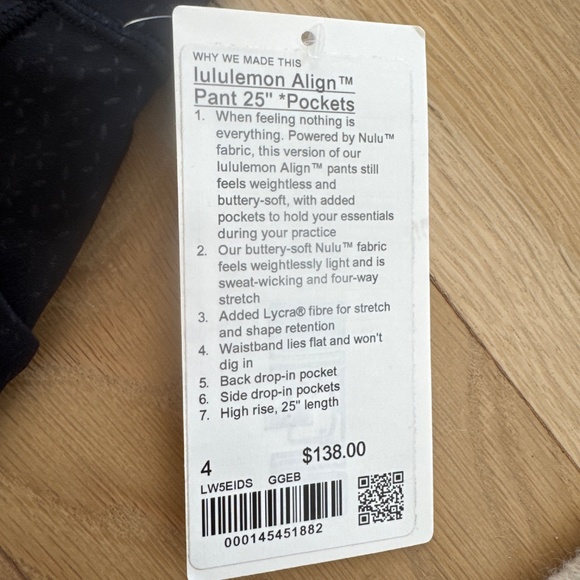 WHY WE MADE THIS
lululemon Align™
Pant 25" *Pockets
1. When feeling nothing is
everything. Powered by Nulu™
fabric, this version of our
lululemon Align™ pants still
feels weightless and
buttery-soft, with added
pockets to hold your essentials
during your practice
2. Our buttery-soft Nulu™ fabric
feels weightlessly light and is
sweat-wicking and four-way
stretch
3. Added Lycra® fibre for stretch
and shape retention
4. Waistband lies flat and won't
dig in
5. Back drop-in pocket
6. Side drop-in pockets
7. High rise, 25" length
4 $138.00
LW5EIDS GGEB
000145451882